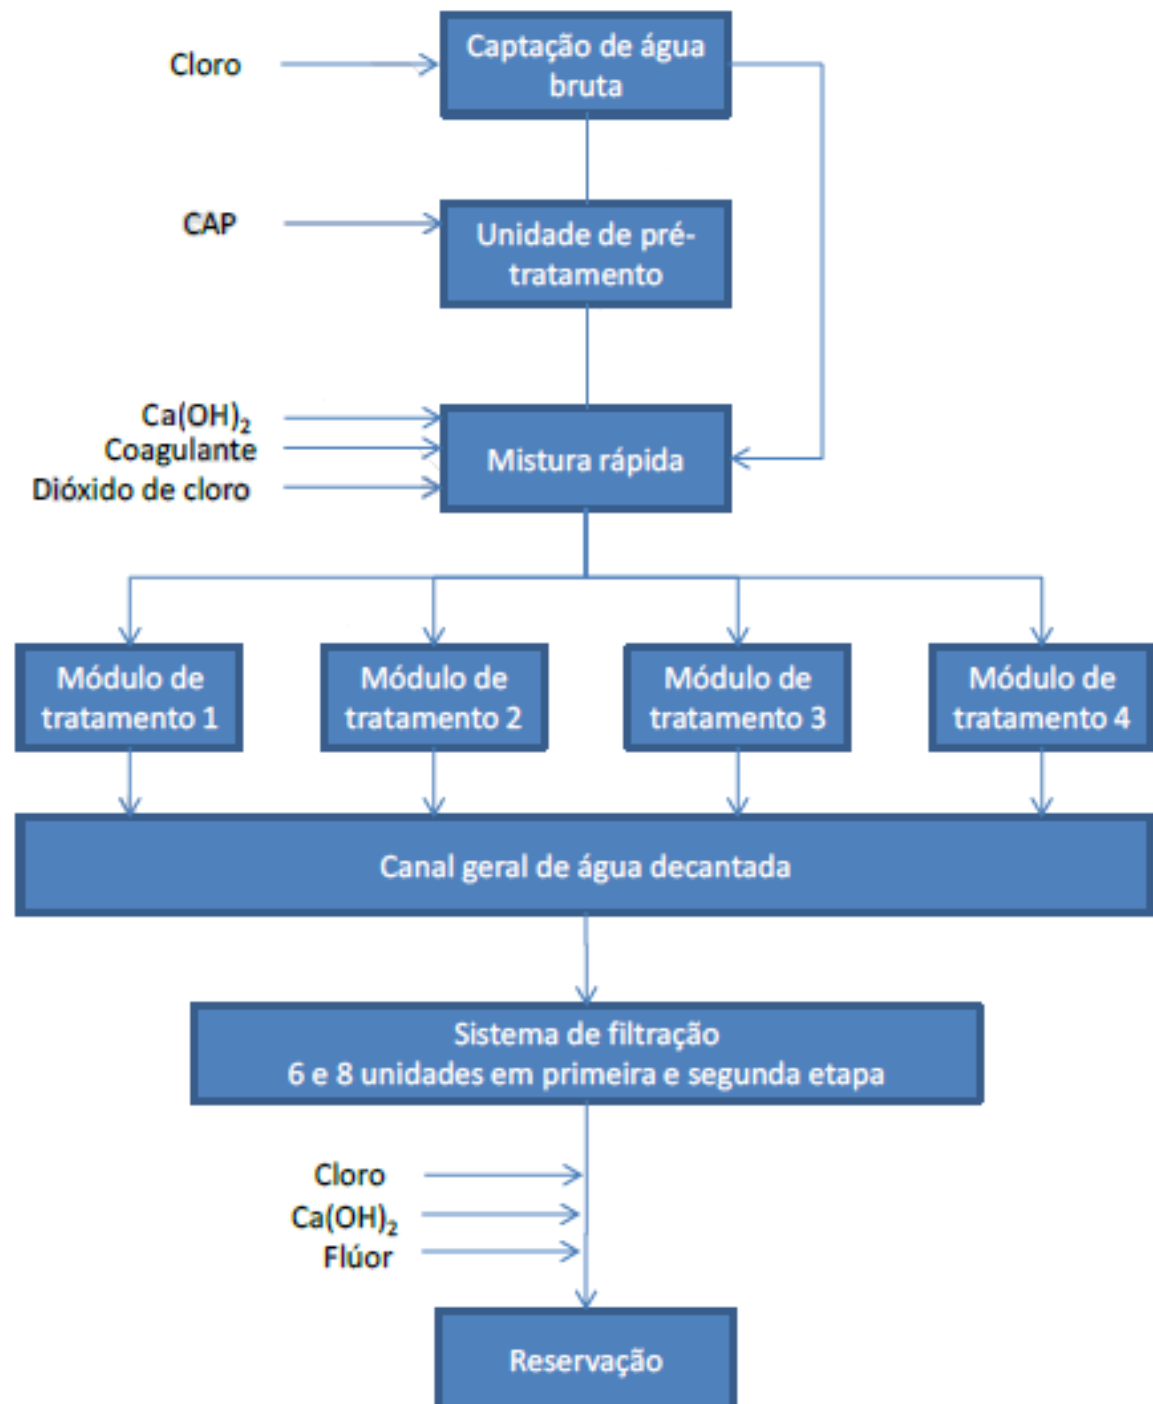 Cloro
Captação de água
bruta
CAP
Unidade de pré-
tratamento
Ca(OH)₂
Coagulante
Dióxido de cloro
Mistura rápida
Módulo de
tratamento 1
Módulo de
tratamento 2
Módulo de
tratamento 3
Módulo de
tratamento 4
Canal geral de água decantada
Sistema de filtração
6 e 8 unidades em primeira e segunda etapa
Cloro
Ca(OH)₂
Flúor
Reservação